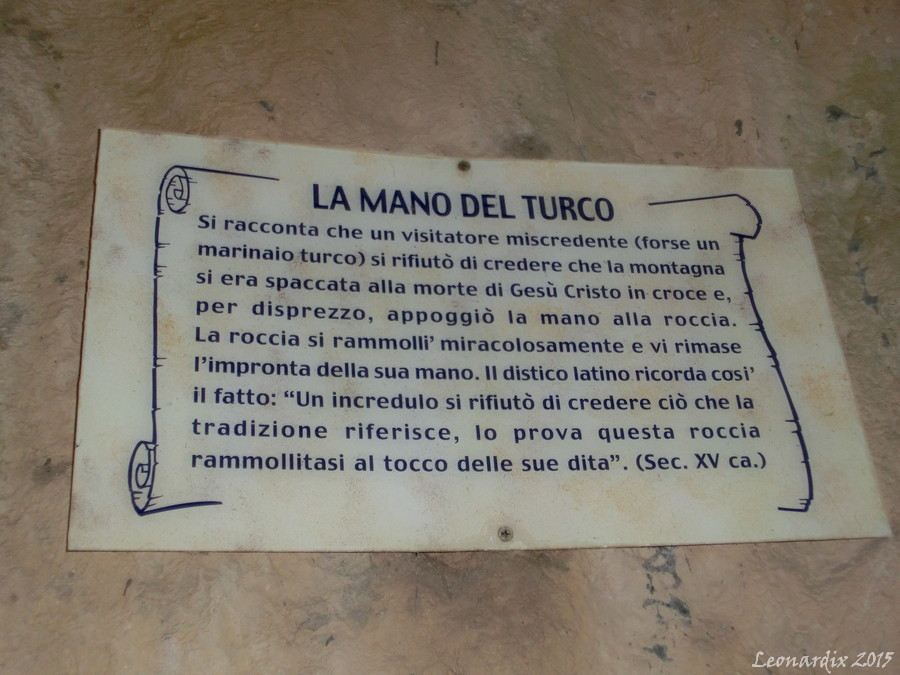 LA MANO DEL TURCO
Si racconta che un visitatore miscredente (forse un
marinaio turco) si rifiutò di credere che la montagna
si era spaccata alla morte di Gesù Cristo in croce e,
per disprezzo, appoggiò la mano alla roccia.
La roccia si rammolli' miracolosamente e vi rimase
l'impronta della sua mano. Il distico latino ricorda cosi'
il fatto: “Un incredulo si rifiutò di credere ciò che la
tradizione riferisce, lo prova questa roccia
rammollitasi al tocco delle sue dita”. (Sec. XV ca.)
Leonardix 2015